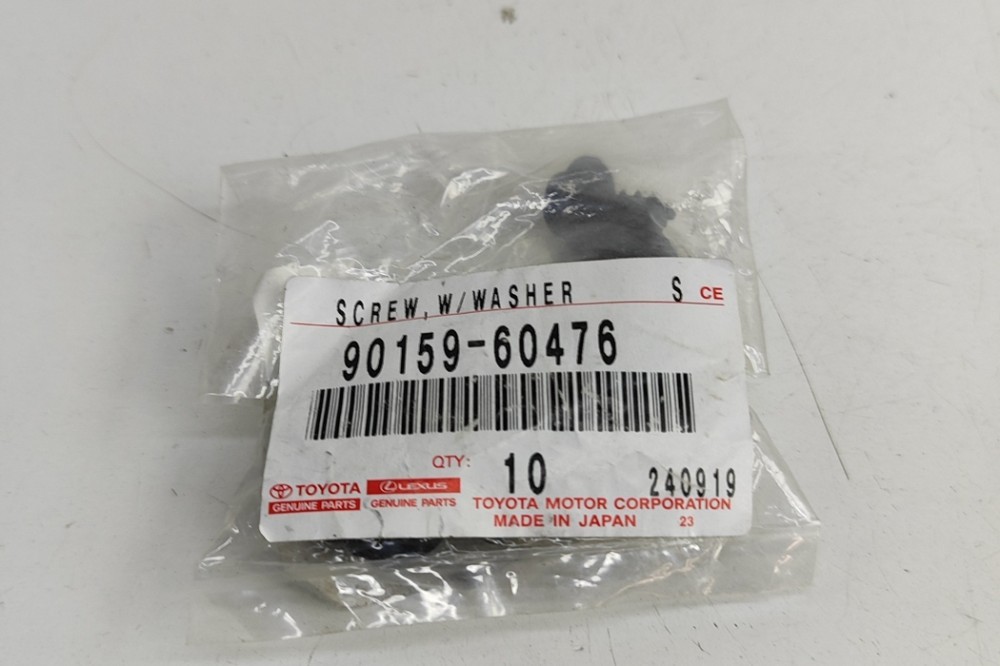 SCREW, W/WASHER S CE
90159-60476
QTY: 10 240919
TOYOTA LEXUS
GENUINE PARTS GENUINE PARTS
TOYOTA MOTOR CORPORATION
MADE IN JAPAN 23